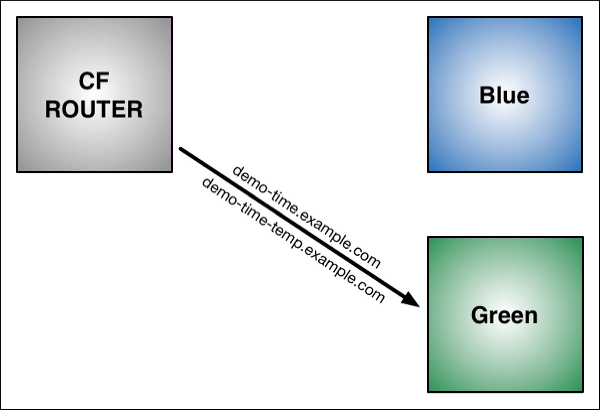 CF
ROUTER
Blue
demo-time.example.com
demo-time-temp.example.com
Green